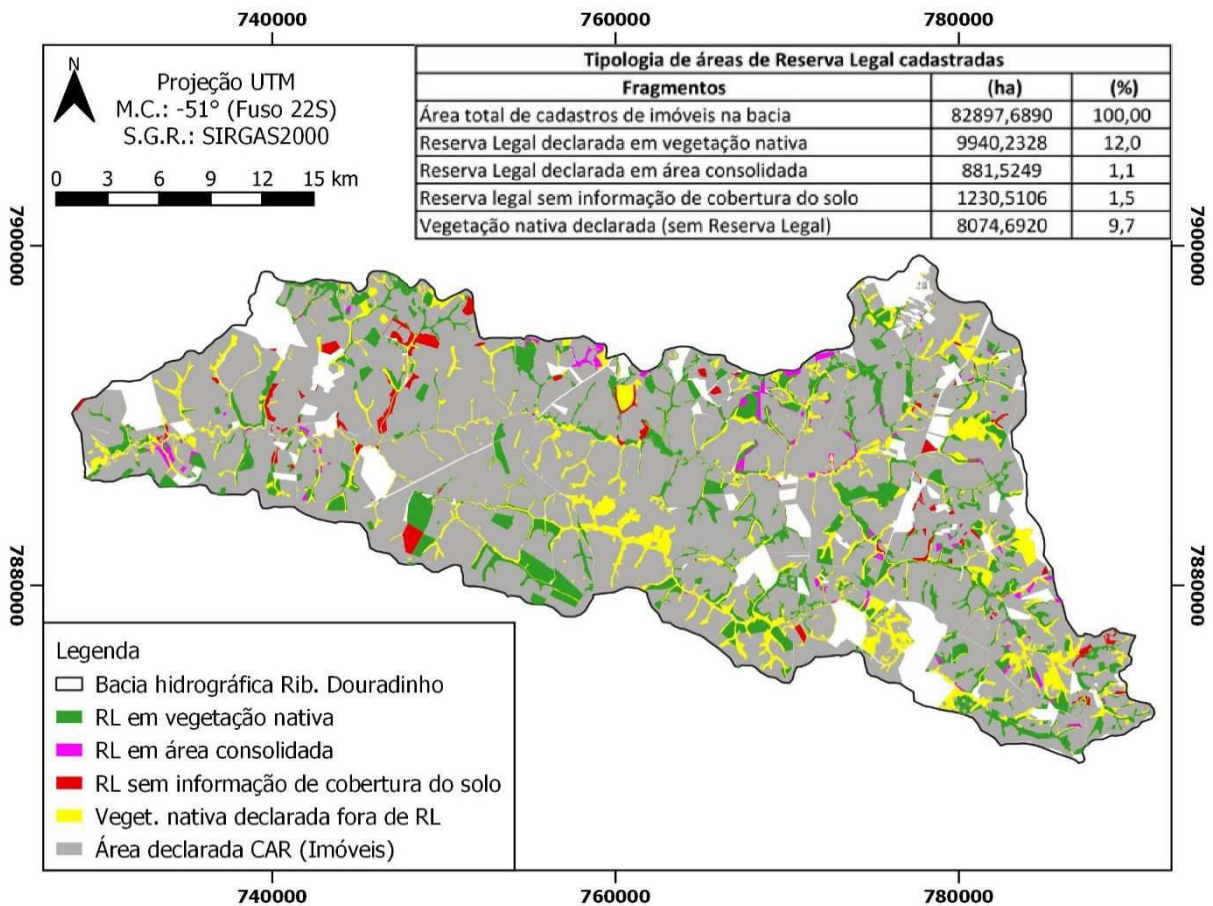 740000 760000 780000
N
Projeção UTM
M.C.: -51° (Fuso 22S)
S.G.R.: SIRGAS2000
0 3 6 9 12 15 km
Tipologia de áreas de Reserva Legal cadastradas
Fragmentos (ha) (%)
Área total de cadastros de imóveis na bacia 82897,6890 100,00
Reserva Legal declarada em vegetação nativa 9940,2328 12,0
Reserva Legal declarada em área consolidada 881,5249 1,1
Reserva legal sem informação de cobertura do solo 1230,5106 1,5
Vegetação nativa declarada (sem Reserva Legal) 8074,6920 9,7
7900000 7900000
7880000 7880000
Legenda
Bacia hidrográfica Rib. Douradinho
RL em vegetação nativa
RL em área consolidada
RL sem informação de cobertura do solo
Veget. nativa declarada fora de RL
Área declarada CAR (Imóveis)
740000 760000 780000